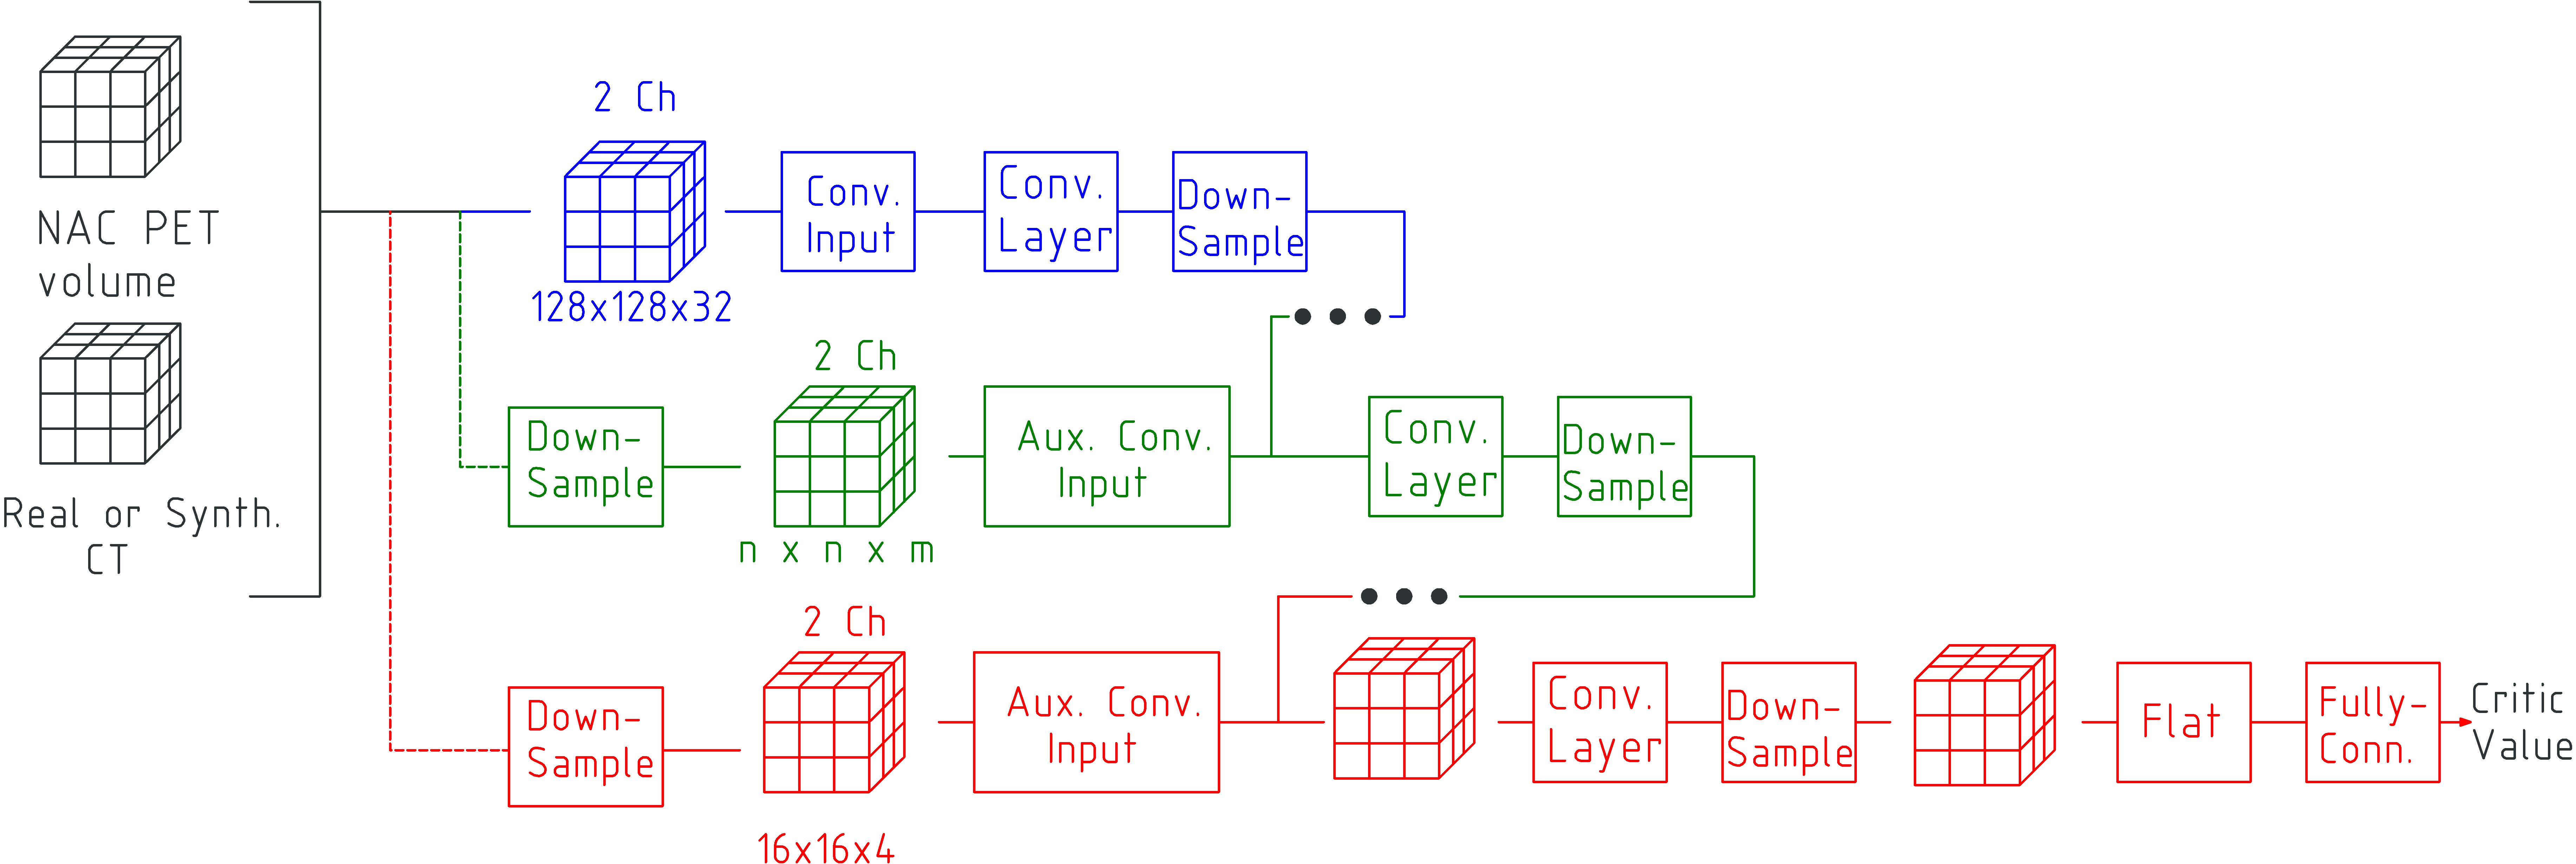 NAC PET
volume
Real or Synth.
CT
2 Ch
128x128x32
Conv.
Input
Conv.
Layer
Down-
Sample
Down-
Sample
2 Ch
n x n x m
Aux. Conv.
Input
Conv.
Layer
Down-
Sample
Down-
Sample
2 Ch
16x16x4
Aux. Conv.
Input
Conv.
Layer
Down-
Sample
Flat
Fully-
Conn.
Critic
Value